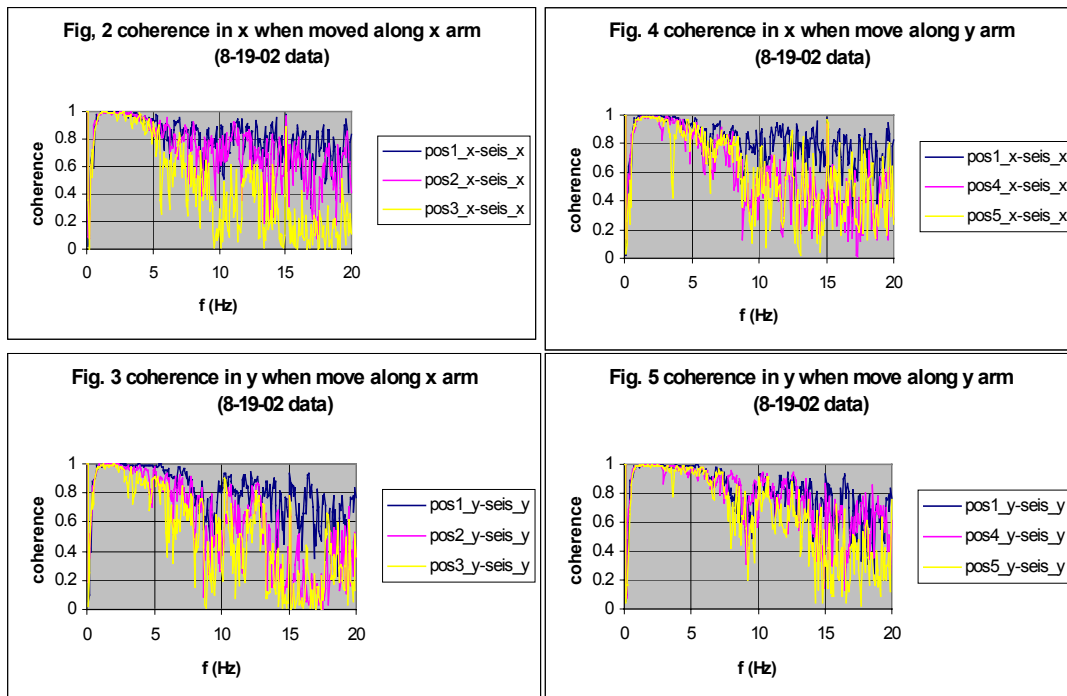 Fig, 2 coherence in x when moved along x arm
(8-19-02 data)
coherence
1
0.8
0.6
0.4
0.2
0
0 5 10 15 20
f (Hz)
pos1_x-seis_x
pos2_x-seis_x
pos3_x-seis_x
Fig. 4 coherence in x when move along y arm
(8-19-02 data)
coherence
1
0.8
0.6
0.4
0.2
0
0 5 10 15 20
f (Hz)
pos1_x-seis_x
pos4_x-seis_x
pos5_x-seis_x
Fig. 3 coherence in y when move along x arm
(8-19-02 data)
coherence
1
0.8
0.6
0.4
0.2
0
0 5 10 15 20
f (Hz)
pos1_y-seis_y
pos2_y-seis_y
pos3_y-seis_y
Fig. 5 coherence in y when move along y arm
(8-19-02 data)
coherence
1
0.8
0.6
0.4
0.2
0
0 5 10 15 20
f (Hz)
pos1_y-seis_y
pos4_y-seis_y
pos5_y-seis_y